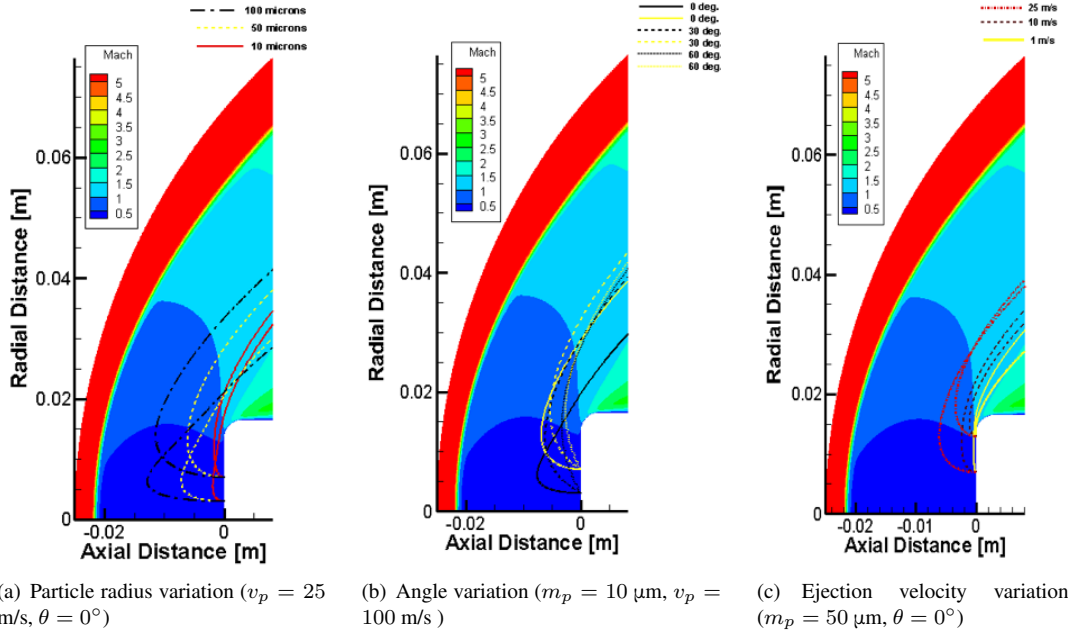 100 microns
50 microns
10 microns
Mach
5
4.5
4
3.5
3
2.5
2
1.5
1
0.5
0.06
0.04
0.02
0
Radial Distance [m]
-0.02
0
Axial Distance [m]
0 deg.
0 deg.
30 deg.
30 deg.
60 deg.
60 deg.
Mach
5
4.5
4
3.5
3
2.5
2
1.5
1
0.5
0.06
0.04
0.02
0
Radial Distance [m]
-0.02
0
Axial Distance [m]
25 m/s
10 m/s
1 m/s
Mach
5
4.5
4
3.5
3
2.5
2
1.5
1
0.5
0.06
0.04
0.02
0
Radial Distance [m]
-0.02
-0.01
0
Axial Distance [m]
(a) Particle radius variation (vp = 25
m/s, θ = 0°)
(b) Angle variation (mp = 10 µm, vp =
100 m/s )
(c) Ejection velocity variation
(mp = 50 µm, θ = 0°)